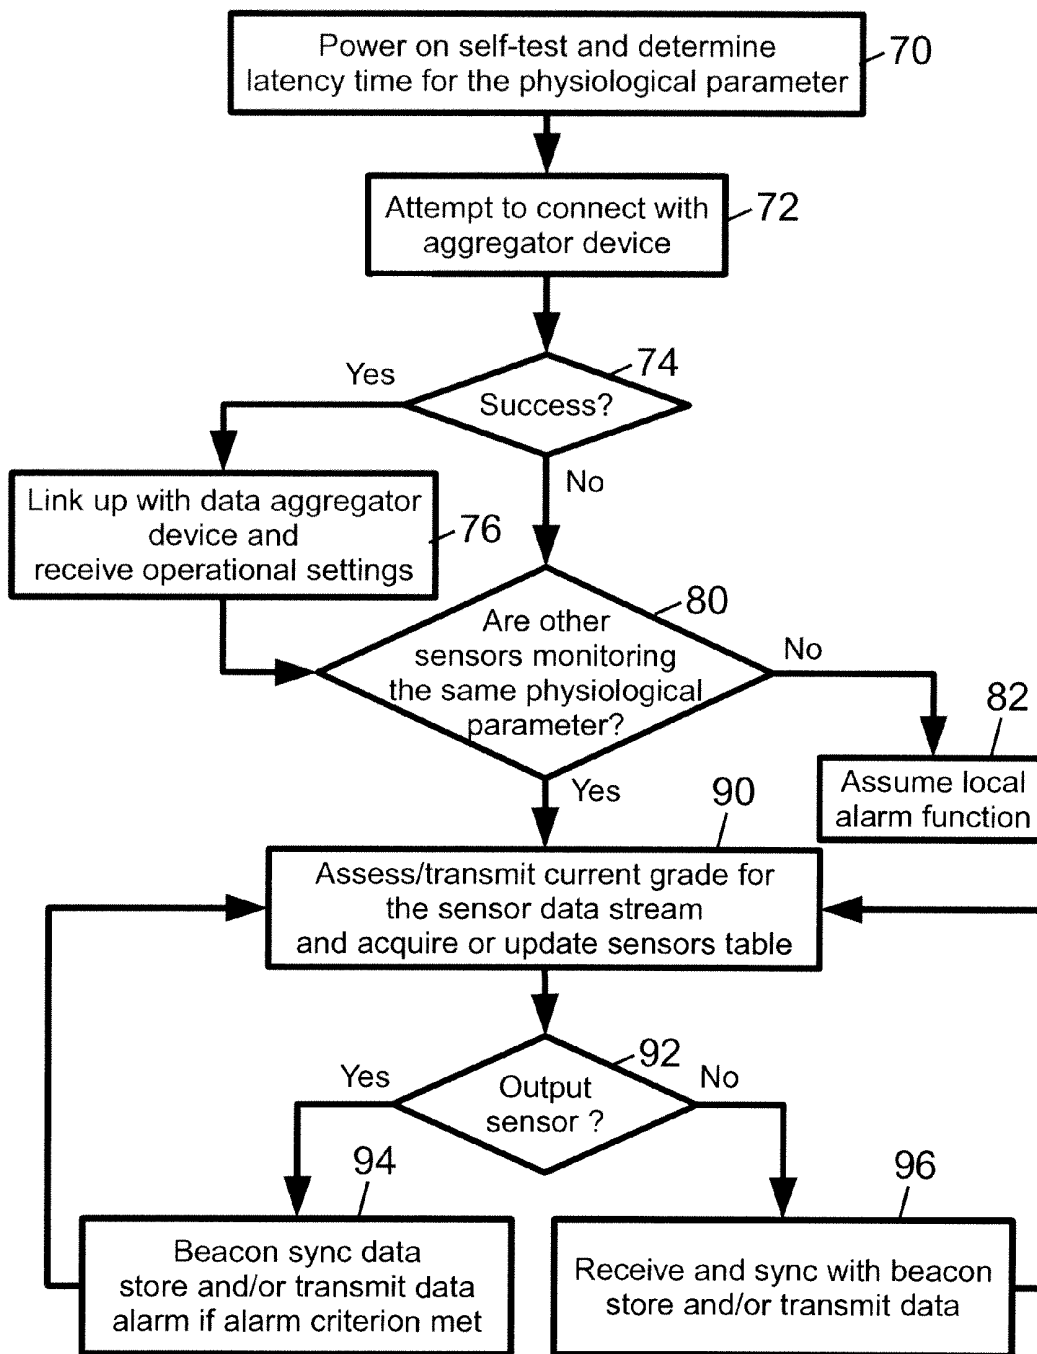 Power on self-test and determine
latency time for the physiological parameter
70
Attempt to connect with
aggregator device
72
74
Yes
Success?
No
Link up with data aggregator
device and
receive operational settings
76
80
Are other
sensors monitoring
the same physiological
parameter?
No
82
Assume local
alarm function
Yes
90
Assess/transmit current grade for
the sensor data stream
and acquire or update sensors table
92
Yes
No
Output
sensor ?
94
Beacon sync data
store and/or transmit data
alarm if alarm criterion met
96
Receive and sync with beacon
store and/or transmit data